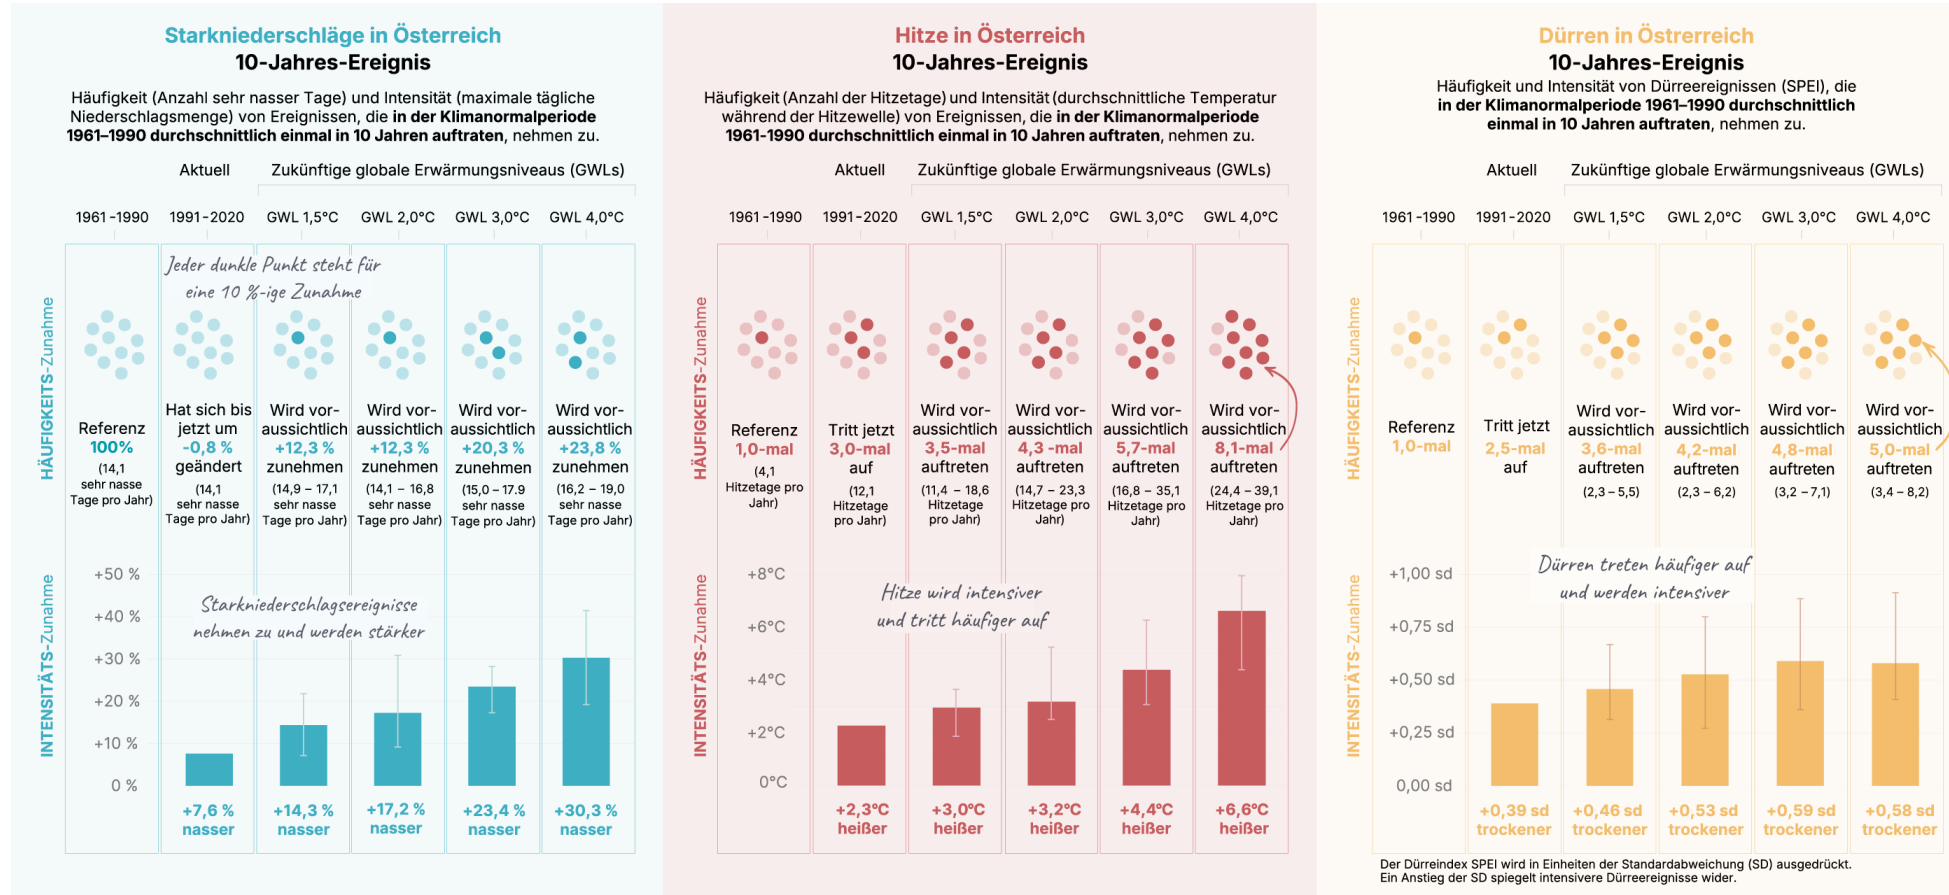 Starkniederschläge in Österreich
10-Jahres-Ereignis
Häufigkeit (Anzahl sehr nasser Tage) und Intensität (maximale tägliche
Niederschlagsmenge) von Ereignissen, die in der Klimanormalperiode
1961–1990 durchschnittlich einmal in 10 Jahren auftraten, nehmen zu.
Aktuell
Zukünftige globale Erwärmungsniveaus (GWLs)
1961-1990
1991-2020
GWL 1,5°C
GWL 2,0°C
GWL 3,0°C
GWL 4,0°C
Jeder dunkle Punkt steht für
eine 10 %-ige Zunahme
HÄUFIGKEITS-Zunahme
Referenz
100%
(14,1
sehr nasse
Tage pro Jahr)
Hat sich bis
jetzt um
-0,8 %
geändert
(14,1
sehr nasse
Tage pro Jahr)
Wird vor-
aussichtlich
+12,3 %
zunehmen
(14,9 – 17,1
sehr nasse
Tage pro Jahr)
Wird vor-
aussichtlich
+12,3 %
zunehmen
(14,1 – 16,8
sehr nasse
Tage pro Jahr)
Wird vor-
aussichtlich
+20,3 %
zunehmen
(15,0 – 17.9
sehr nasse
Tage pro Jahr)
Wird vor-
aussichtlich
+23,8 %
zunehmen
(16,2 – 19,0
sehr nasse
Tage pro Jahr)
INTENSITÄTS-Zunahme
+50 %
+40 %
+30 %
+20 %
+10 %
0 %
Starkniederschlagsereignisse
nehmen zu und werden stärker
+7,6 %
nasser
+14,3 %
nasser
+17,2 %
nasser
+23,4 %
nasser
+30,3 %
nasser
Hitze in Österreich
10-Jahres-Ereignis
Häufigkeit (Anzahl der Hitzetage) und Intensität (durchschnittliche Temperatur
während der Hitzewelle) von Ereignissen, die in der Klimanormalperiode
1961-1990 durchschnittlich einmal in 10 Jahren auftraten, nehmen zu.
Aktuell
Zukünftige globale Erwärmungsniveaus (GWLs)
1961-1990
1991-2020
GWL 1,5°C
GWL 2,0°C
GWL 3,0°C
GWL 4,0°C
HÄUFIGKEITS-Zunahme
Referenz
1,0-mal
(4,1
Hitzetage pro
Jahr)
Tritt jetzt
3,0-mal
auf
(12,1
Hitzetage
pro Jahr)
Wird vor-
aussichtlich
3,5-mal
auftreten
(11,4 – 18,6
Hitzetage
pro Jahr)
Wird vor-
aussichtlich
4,3 -mal
auftreten
(14,7 – 23,3
Hitzetage pro
Jahr)
Wird vor-
aussichtlich
5,7-mal
auftreten
(16,8 – 35,1
Hitzetage pro
Jahr)
Wird vor-
aussichtlich
8,1-mal
auftreten
(24,4 – 39,1
Hitzetage pro
Jahr)
INTENSITÄTS-Zunahme
+8°C
+6°C
+4°C
+2°C
0°C
Hitze wird intensiver
und tritt häufiger auf
+2,3°C
heißer
+3,0°C
heißer
+3,2°C
heißer
+4,4°C
heißer
+6,6°C
heißer
Dürren in Östrerreich
10-Jahres-Ereignis
Häufigkeit und Intensität von Dürreereignissen (SPEI), die
in der Klimanormalperiode 1961–1990 durchschnittlich
einmal in 10 Jahren auftraten, nehmen zu.
Aktuell
Zukünftige globale Erwärmungsniveaus (GWLs)
1961-1990
1991-2020
GWL 1,5°C
GWL 2,0°C
GWL 3,0°C
GWL 4,0°C
HÄUFIGKEITS-Zunahme
Referenz
1,0-mal
Tritt jetzt
2,5-mal
auf
Wird vor-
aussichtlich
3,6-mal
auftreten
(2,3 – 5,5)
Wird vor-
aussichtlich
4,2-mal
auftreten
(2,3 – 6,2)
Wird vor-
aussichtlich
4,8-mal
auftreten
(3,2 – 7,1)
Wird vor-
aussichtlich
5,0-mal
auftreten
(3,4 – 8,2)
INTENSITÄTS-Zunahme
+1,00 sd
+0,75 sd
+0,50 sd
+0,25 sd
0,00 sd
Dürren treten häufiger auf
und werden intensiver
+0,39 sd
trockener
+0,46 sd
trockener
+0,53 sd
trockener
+0,59 sd
trockener
+0,58 sd
trockener
Der Dürreindex SPEI wird in Einheiten der Standardabweichung (SD) ausgedrückt.
Ein Anstieg der SD spiegelt intensivere Dürreereignisse wider.